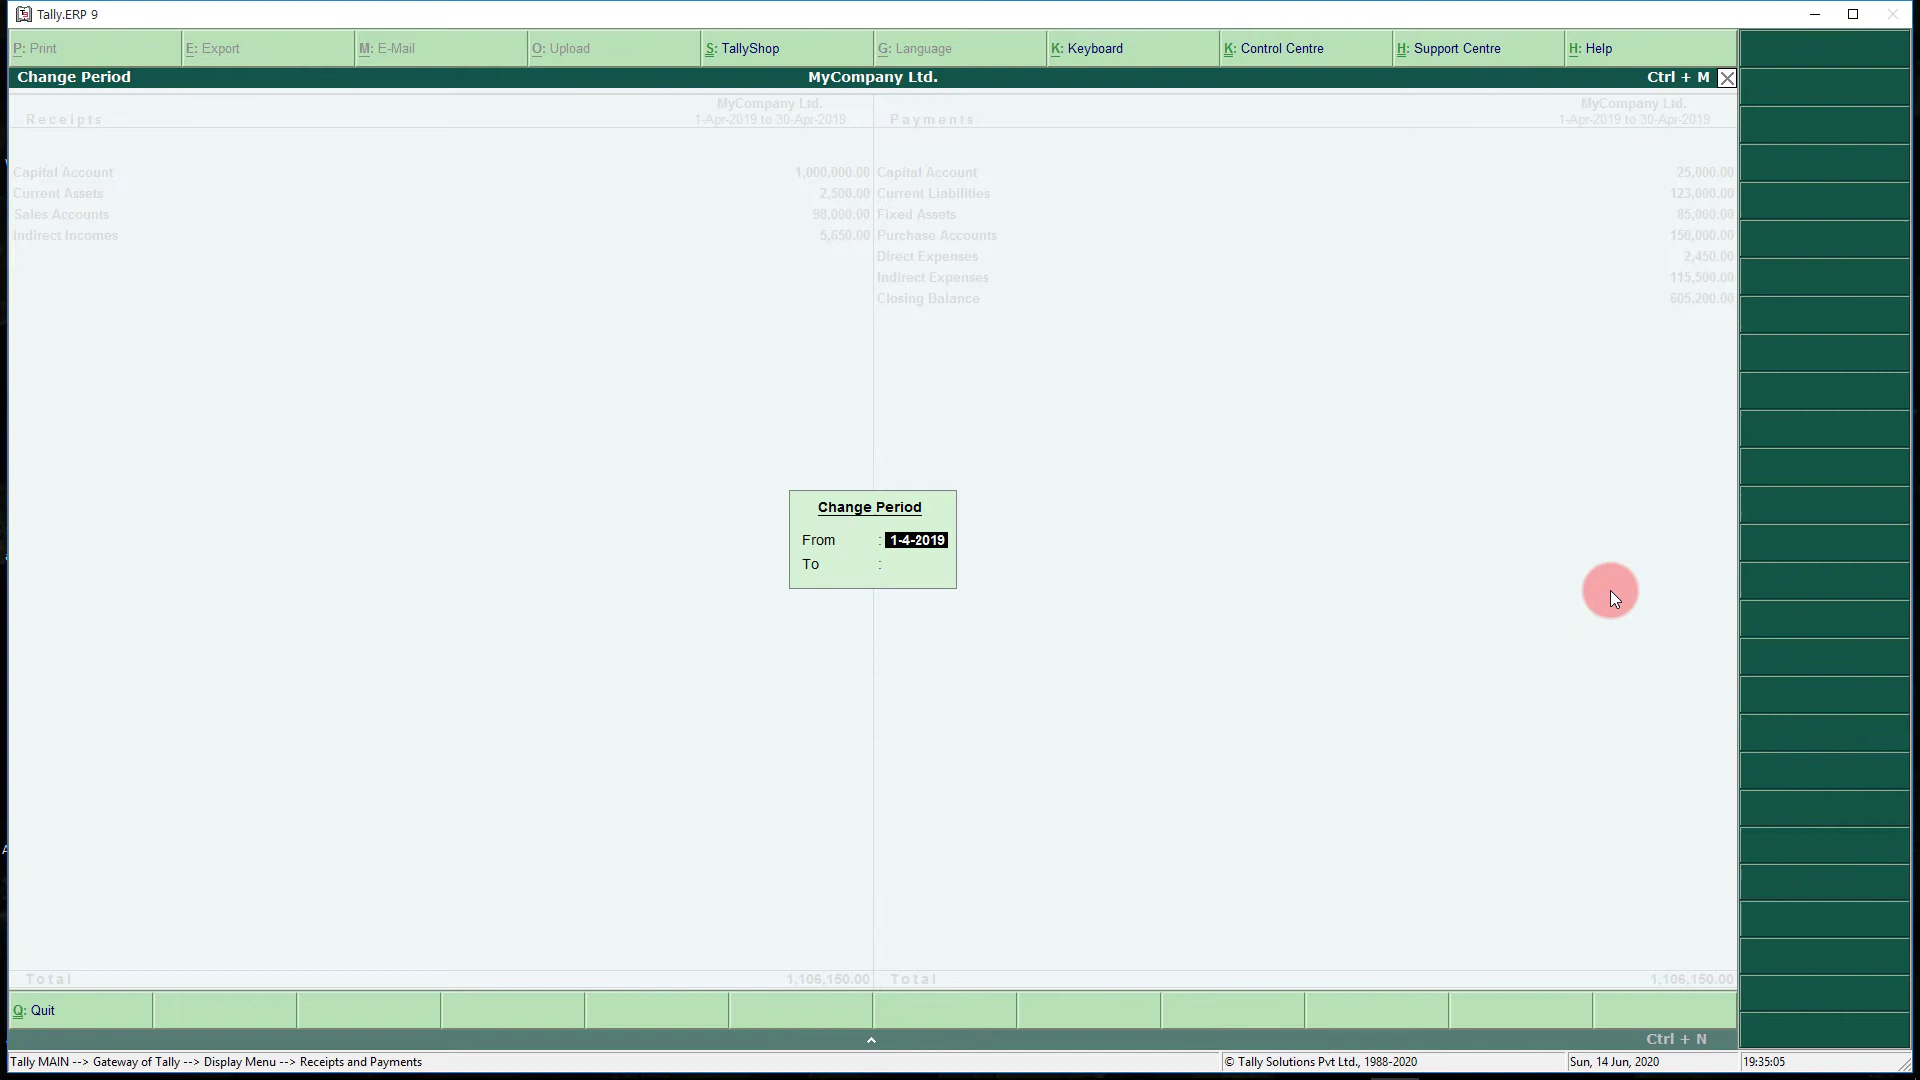 Tally.ERP 9
P: Print
E: Export
M: E-Mail
O: Upload
S: TallyShop
G: Language
K: Keyboard
K: Control Centre
H: Support Centre
H: Help
Change Period
MyCompany Ltd.
Ctrl + M
Receipts
MyCompany Ltd.
1-Apr-2019 to 30-Apr-2019
Payments
MyCompany Ltd.
1-Apr-2019 to 30-Apr-2019
Capital Account 1,000,000.00
Current Assets 2,500.00
Sales Accounts 98,000.00
Indirect Incomes 5,650.00
Capital Account 25,000.00
Current Liabilities 123,000.00
Fixed Assets 85,000.00
Purchase Accounts 150,000.00
Direct Expenses 2,450.00
Indirect Expenses 115,500.00
Closing Balance 605,200.00
Change Period
From : 1-4-2019
To :
Total 1,106,150.00
Total 1,106,150.00
Q: Quit
Ctrl + N
Tally MAIN --> Gateway of Tally --> Display Menu --> Receipts and Payments
© Tally Solutions Pvt Ltd., 1988-2020
Sun, 14 Jun, 2020
19:35:05